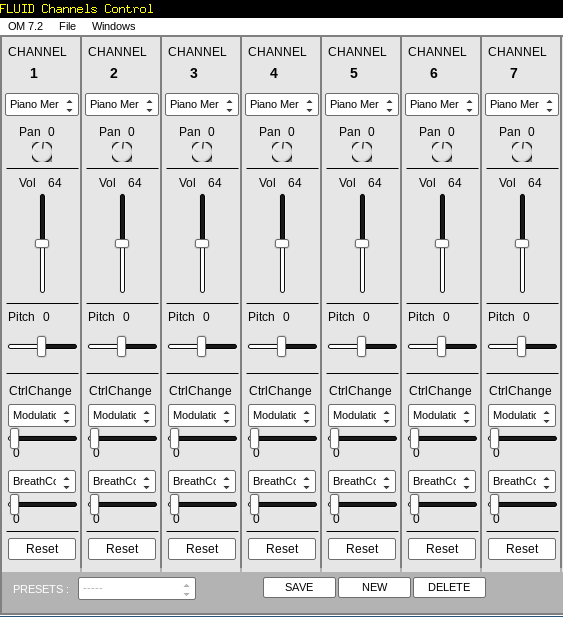 FLUID Channels Control
OM 7.2 File Windows
CHANNEL CHANNEL CHANNEL CHANNEL CHANNEL CHANNEL CHANNEL
1 2 3 4 5 6 7
Piano Mer Piano Mer Piano Mer Piano Mer Piano Mer Piano Mer Piano Mer
Pan 0 Pan 0 Pan 0 Pan 0 Pan 0 Pan 0 Pan 0
Vol 64 Vol 64 Vol 64 Vol 64 Vol 64 Vol 64 Vol 64
Pitch 0 Pitch 0 Pitch 0 Pitch 0 Pitch 0 Pitch 0 Pitch 0
CtrlChange CtrlChange CtrlChange CtrlChange CtrlChange CtrlChange CtrlChange
Modulatic Modulatic Modulatic Modulatic Modulatic Modulatic Modulatic
0 0 0 0 0 0 0
BreathCc BreathCc BreathCc BreathCc BreathCc BreathCc BreathCc
0 0 0 0 0 0 0
Reset Reset Reset Reset Reset Reset Reset
PRESETS : ----- SAVE NEW DELETE